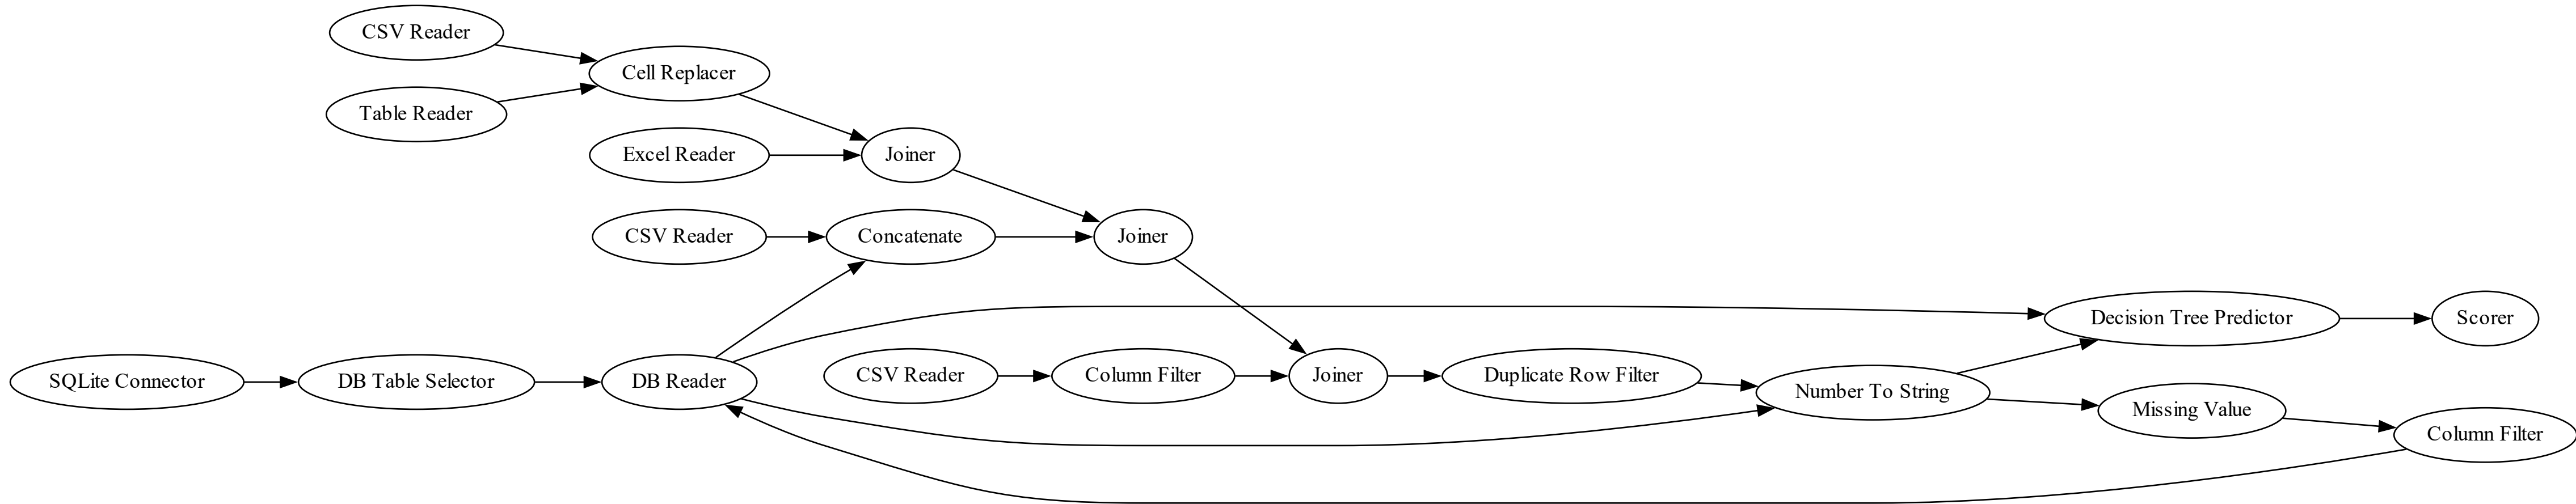 CSV Reader
Cell Replacer
Table Reader
Excel Reader
Joiner
CSV Reader
Concatenate
Joiner
Decision Tree Predictor
Scorer
SQLite Connector
DB Table Selector
DB Reader
CSV Reader
Column Filter
Joiner
Duplicate Row Filter
Number To String
Missing Value
Column Filter